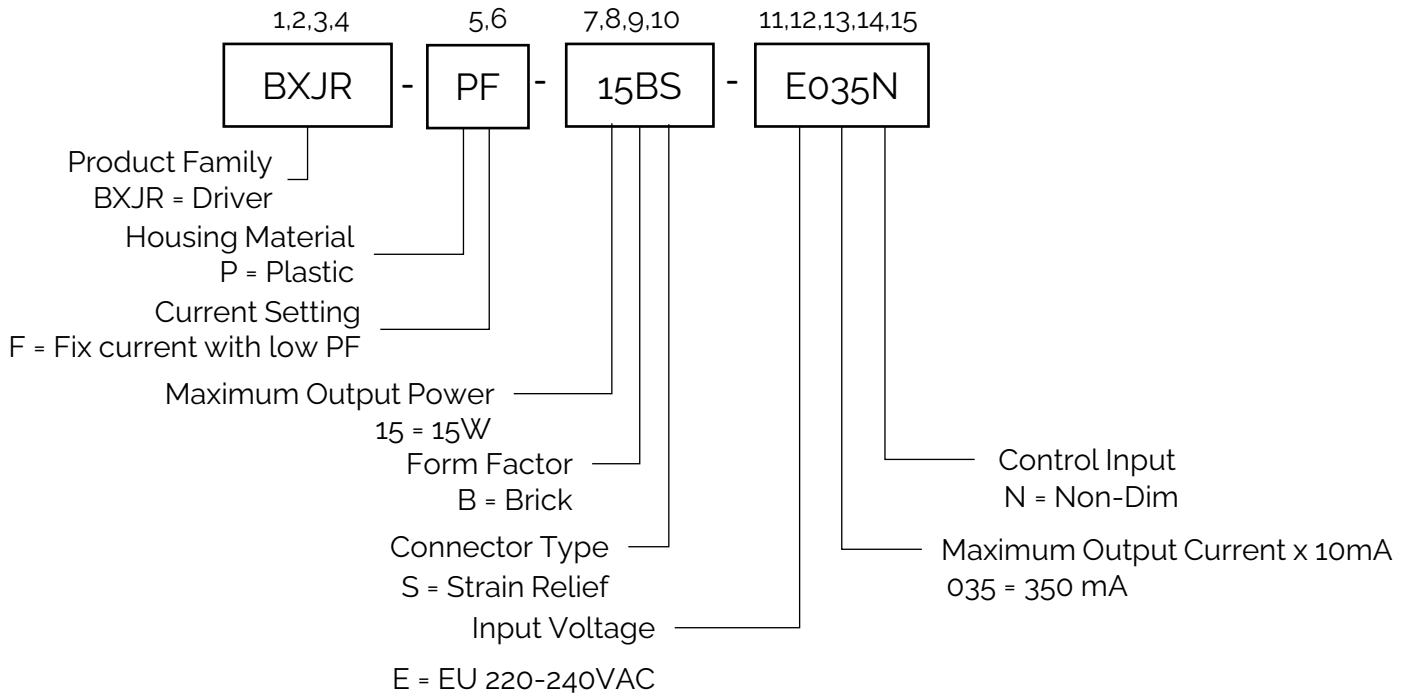 1,2,3,4 5,6 7,8,9,10 11,12,13,14,15
BXJR - PF - 15BS - E035N
Product Family
BXJR = Driver
Housing Material
P = Plastic
Current Setting
F = Fix current with low PF
Maximum Output Power
15 = 15W
Form Factor
B = Brick
Connector Type
S = Strain Relief
Input Voltage
E = EU 220-240VAC
Control Input
N = Non-Dim
Maximum Output Current x 10mA
035 = 350 mA